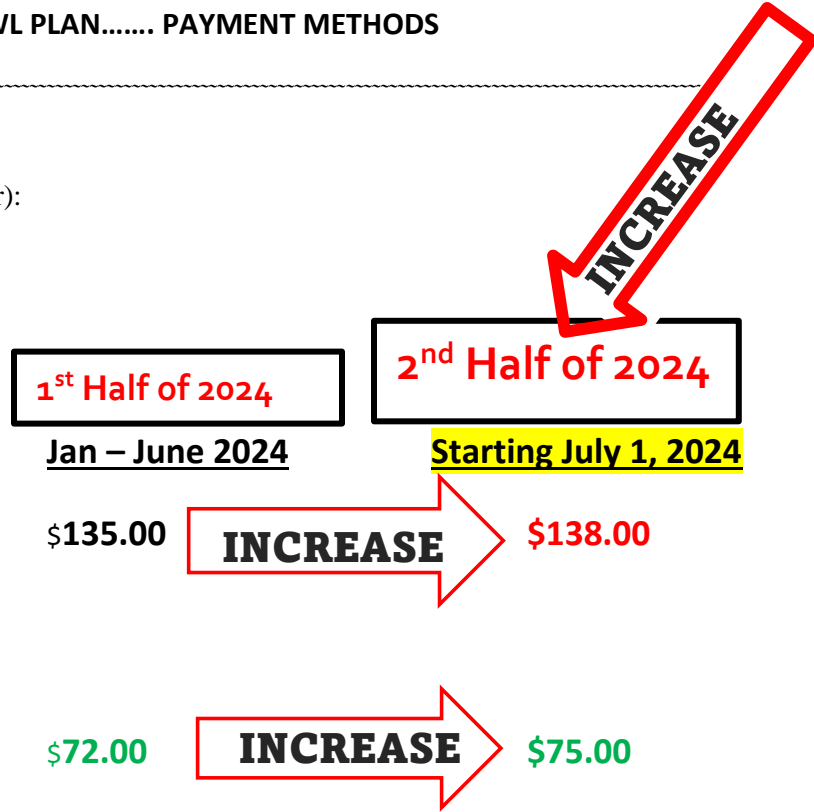 WL PLAN……. PAYMENT METHODS
INCREASE
r):
1st Half of 2024
2nd Half of 2024
Jan – June 2024 Starting July 1, 2024
$135.00 INCREASE $138.00
$72.00 INCREASE $75.00